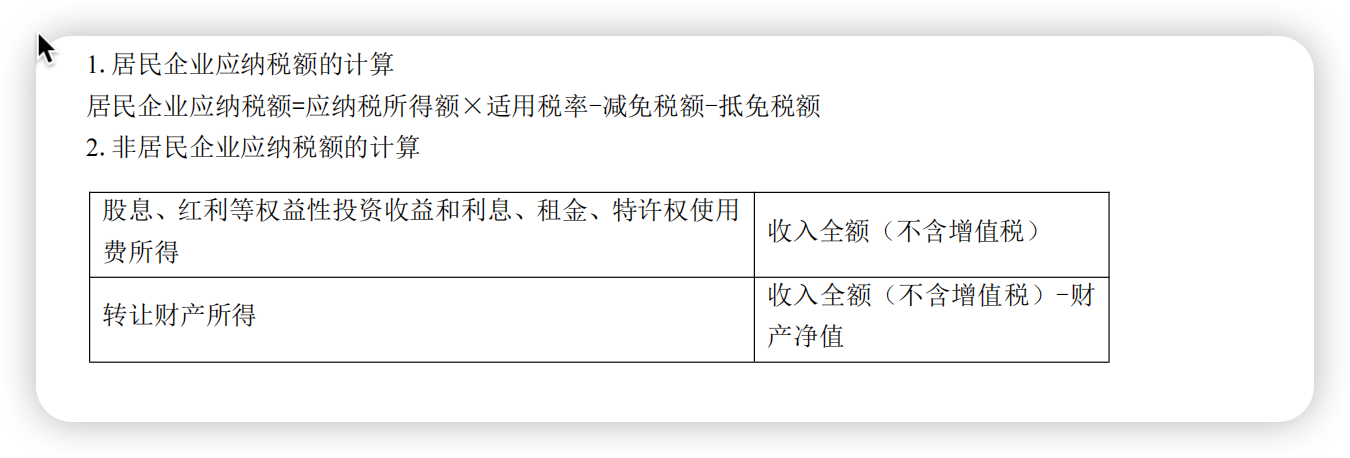 1. 居民企业应纳税额的计算
居民企业应纳税额=应纳税所得额×适用税率-减免税额-抵免税额
2. 非居民企业应纳税额的计算
股息、红利等权益性投资收益和利息、租金、特许权使用
费所得
收入全额（不含增值税）
转让财产所得
收入全额（不含增值税）-财
产净值